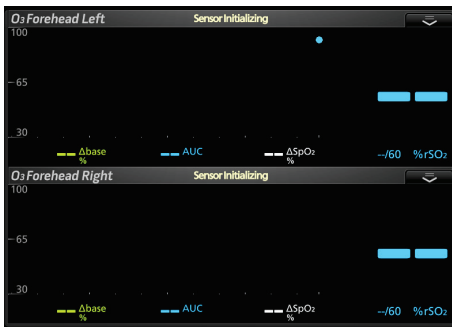 O3 Forehead Left Sensor Initializing
100
65
30
-- Δbase % -- AUC -- ΔSpO2 % --/60 %rSO2
O3 Forehead Right Sensor Initializing
100
65
30
-- Δbase % -- AUC -- ΔSpO2 % --/60 %rSO2